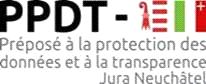 PPDT -
Préposé à la protection des
données et à la transparence
Jura Neuchâtel